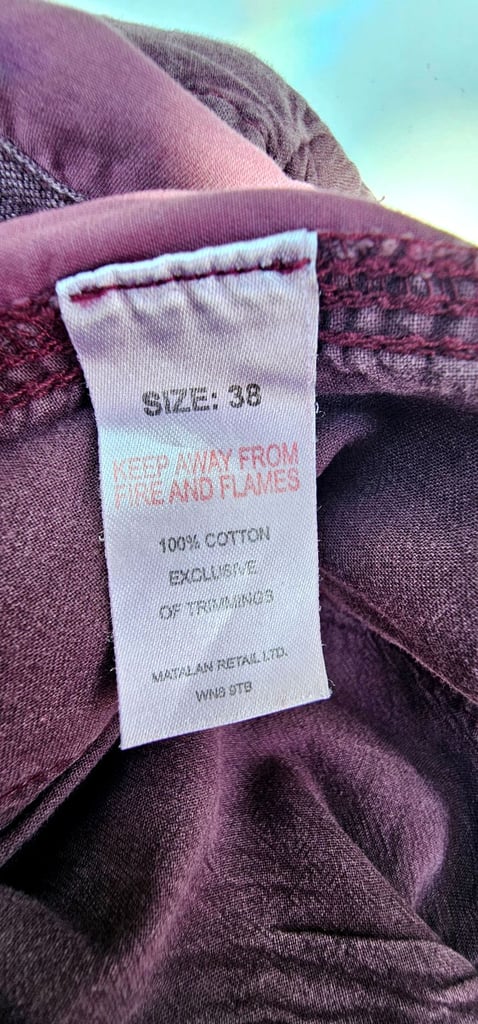 SIZE: 38
KEEP AWAY FROM
FIRE AND FLAMES
100% COTTON
EXCLUSIVE
OF TRIMMINGS
MATALAN RETAIL LTD.
WN8 9TB